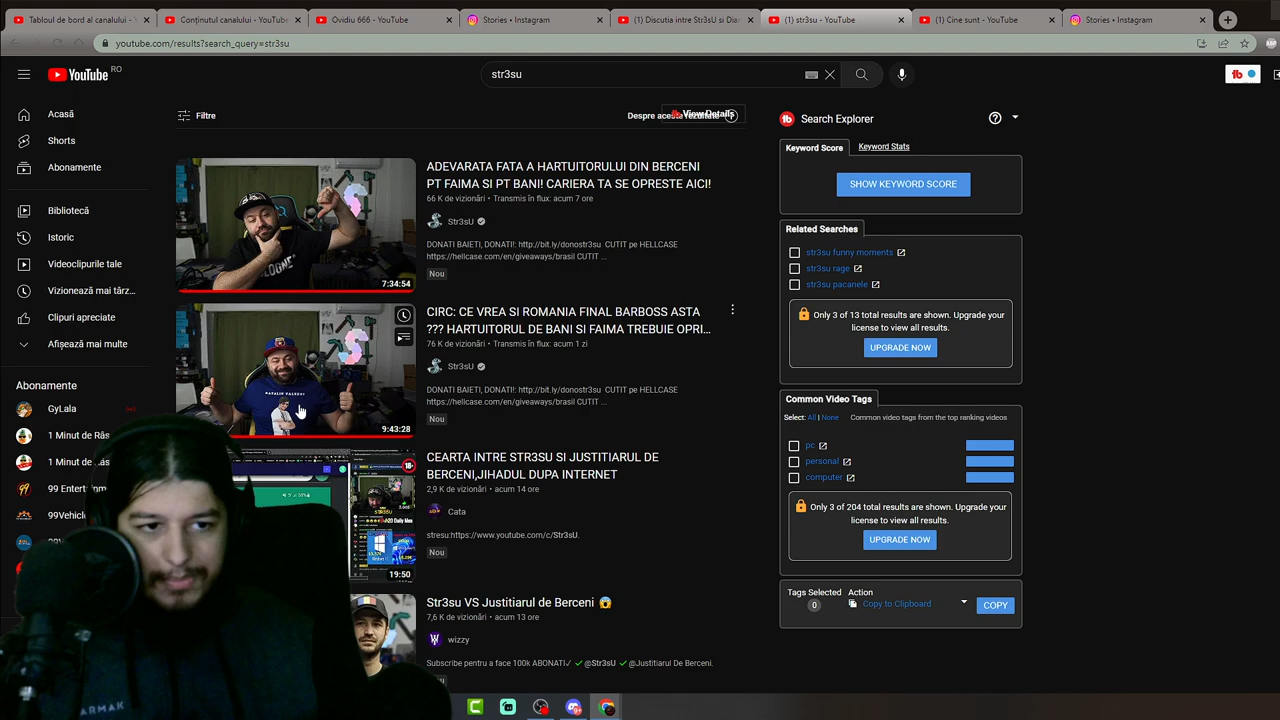 Tabloul de bord al canalului -
Conținutul canalului - YouTube
Ovidiu 666 - YouTube
Stories • Instagram
(1) Discutia intre Str3sU si Dian
(1) str3su - YouTube
(1) Cine sunt - YouTube
Stories • Instagram
youtube.com/results?search_query=str3su
YouTube RO
str3su
Acasă
Shorts
Abonamente
Bibliotecă
Istoric
Videoclipurile tale
Vizionează mai târz...
Clipuri apreciate
Afișează mai multe
Abonamente
GyLala
1 Minut de Râs
1 Minut de Râs
99 Entertainm
99Vehicle
Filtre
Despre aceste rezultate
View Details
7:34:54
ADEVARATA FATA A HARTUITORULUI DIN BERCENI
PT FAIMA SI PT BANI! CARIERA TA SE OPRESTE AICI!
66 K de vizionări • Transmis în flux: acum 7 ore
Str3sU
DONATI BAIETI, DONATI!: http://bit.ly/donostr3su CUTIT pe HELLCASE
https://hellcase.com/en/giveaways/brasil CUTIT ...
Nou
9:43:28
CIRC: CE VREA SI ROMANIA FINAL BARBOSS ASTA
??? HARTUITORUL DE BANI SI FAIMA TREBUIE OPRI...
76 K de vizionări • Transmis în flux: acum 1 zi
Str3sU
DONATI BAIETI, DONATI!: http://bit.ly/donostr3su CUTIT pe HELLCASE
https://hellcase.com/en/giveaways/brasil CUTIT ...
Nou
18+
19:50
CEARTA INTRE STR3SU SI JUSTITIARUL DE
BERCENI,JIHADUL DUPA INTERNET
2,9 K de vizionări • acum 14 ore
Cata
stresu:https://www.youtube.com/c/Str3sU.
Nou
Str3su VS Justitiarul de Berceni 😱
7,6 K de vizionări • acum 13 ore
wizzy
Subscribe pentru a face 100k ABONATI✓ ✓@Str3sU ✓@Justitiarul De Berceni.
Search Explorer
Keyword Score
Keyword Stats
SHOW KEYWORD SCORE
Related Searches
str3su funny moments
str3su rage
str3su pacanele
Only 3 of 13 total results are shown. Upgrade your
license to view all results.
UPGRADE NOW
Common Video Tags
Select: All | None Common video tags from the top ranking videos
pc
personal
computer
Only 3 of 204 total results are shown. Upgrade your
license to view all results.
UPGRADE NOW
Tags Selected
0
Action
Copy to Clipboard
COPY